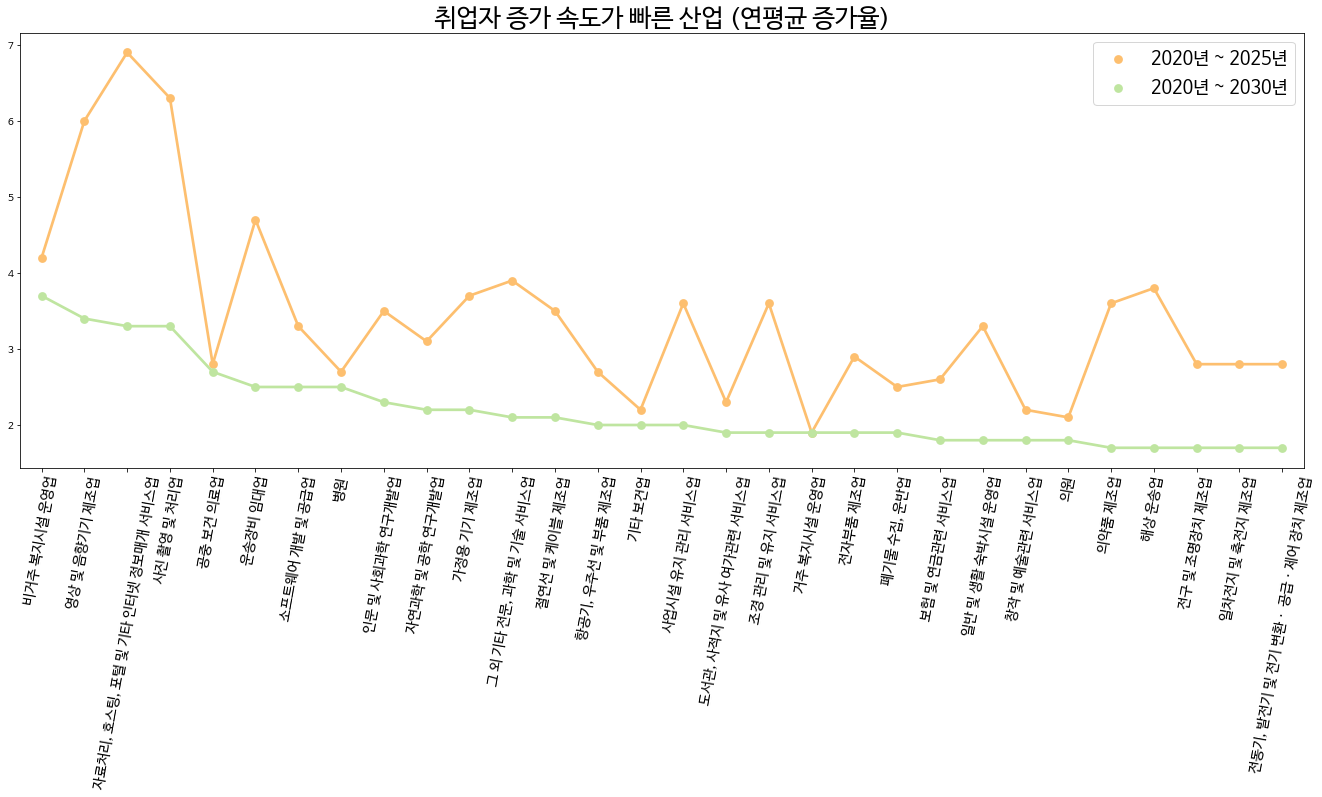 취업자 증가 속도가 빠른 산업 (연평균 증가율)
2020년 ~ 2025년
2020년 ~ 2030년
7
6
5
4
3
2
비거주 복지시설 운영업
영상 및 음향기기 제조업
자료처리, 호스팅, 포털 및 기타 인터넷 정보매개 서비스업
사진 촬영 및 처리업
공중 보건 의료업
운송장비 임대업
소프트웨어 개발 및 공급업
병원
인문 및 사회과학 연구개발업
자연과학 및 공학 연구개발업
가정용 기기 제조업
그 외 기타 전문, 과학 및 기술 서비스업
절연선 및 케이블 제조업
항공기, 우주선 및 부품 제조업
기타 보건업
사업시설 유지 관리 서비스업
도서관, 사적지 및 유사 여가관련 서비스업
조경 관리 및 유지 서비스업
거주 복지시설 운영업
전자부품 제조업
폐기물 수집, 운반업
보험 및 연금관련 서비스업
일반 및 생활 숙박시설 운영업
창작 및 예술관련 서비스업
의원
의약품 제조업
해상 운송업
전구 및 조명장치 제조업
일차전지 및 축전지 제조업
전동기, 발전기 및 전기 변환 · 공급 · 제어 장치 제조업